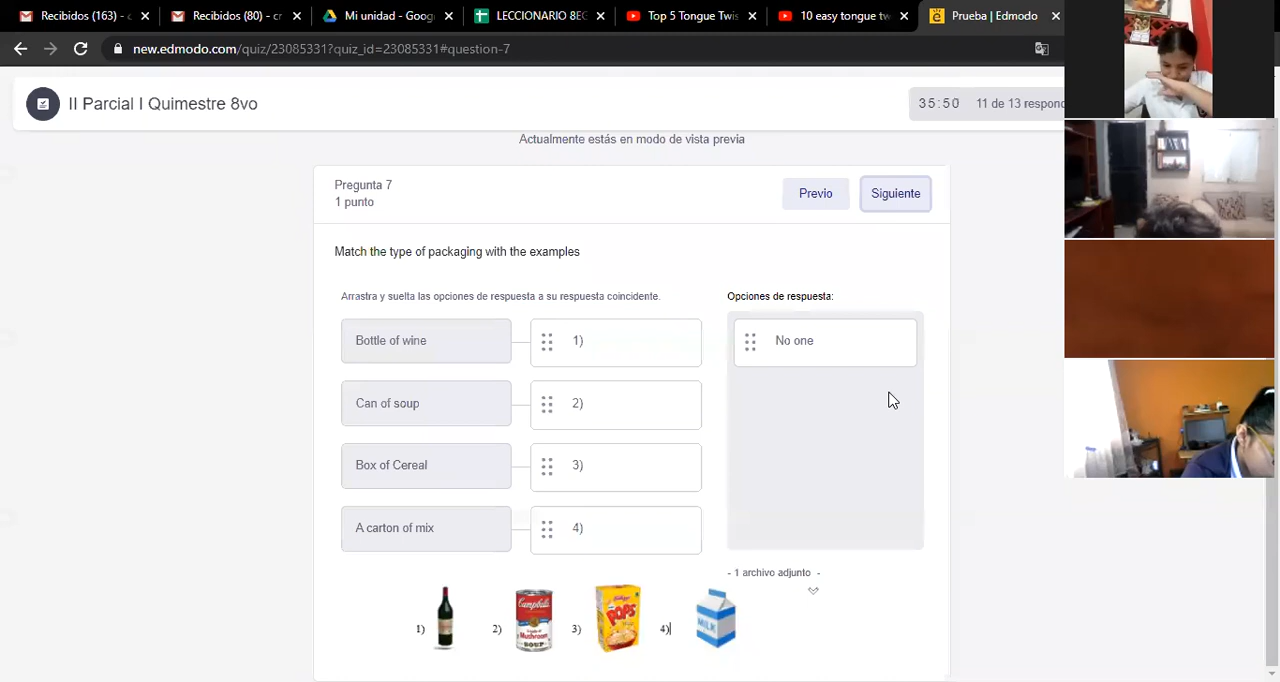 Recibidos (163) - c
Recibidos (80) - cr
Mi unidad - Goog
LECCIONARIO 8EG
Top 5 Tongue Twis
10 easy tongue tw
Prueba | Edmodo
new.edmodo.com/quiz/23085331?quiz_id=23085331#question-7
II Parcial I Quimestre 8vo
35:50
11 de 13 respond
Actualmente estás en modo de vista previa
Pregunta 7
1 punto
Previo
Siguiente
Match the type of packaging with the examples
Arrastra y suelta las opciones de respuesta a su respuesta coincidente.
Opciones de respuesta:
Bottle of wine
1)
No one
Can of soup
2)
Box of Cereal
3)
A carton of mix
4)
- 1 archivo adjunto -
1)
2)
Campbell's
Mushroom
SOUP
3)
POPS
4)
MILK